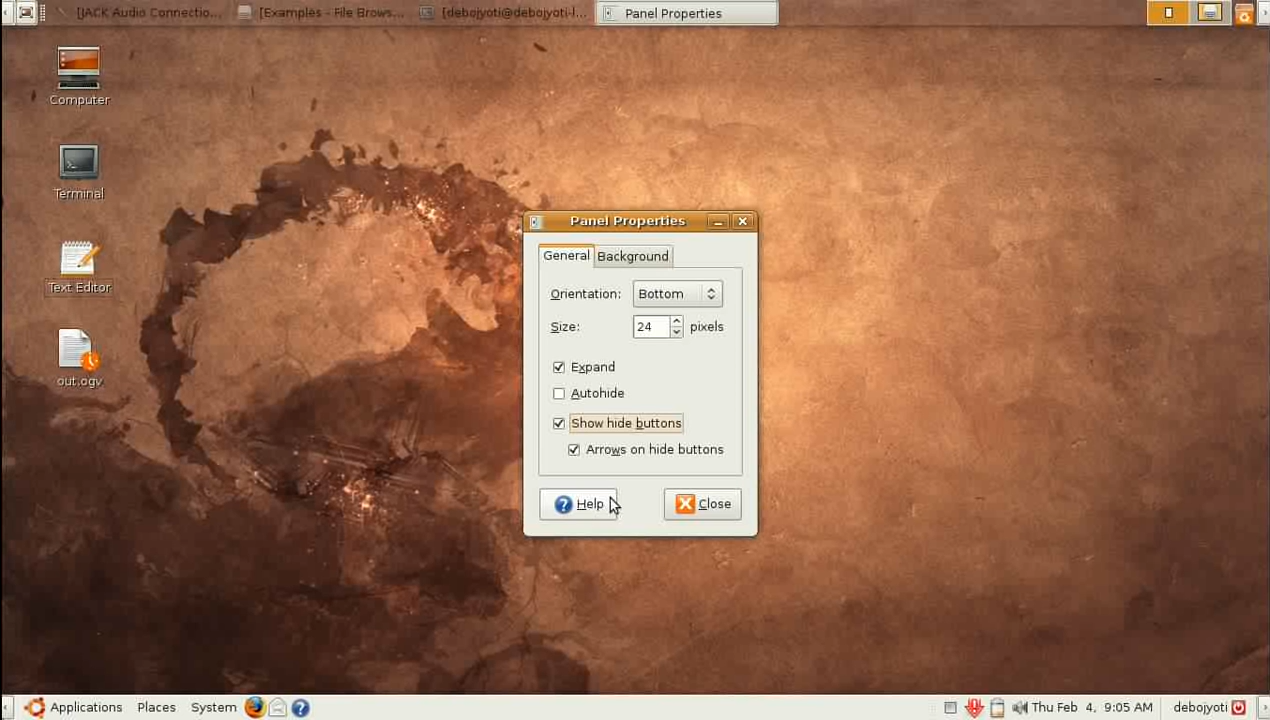 [JACK Audio Connectio... [Examples - File Brows... [debojyoti@debojyoti-l... Panel Properties
Computer
Terminal
Text Editor
out.ogv
Panel Properties
General Background
Orientation: Bottom
Size: 24 pixels
Expand
Autohide
Show hide buttons
Arrows on hide buttons
Help Close
Applications Places System Thu Feb 4, 9:05 AM debojyoti